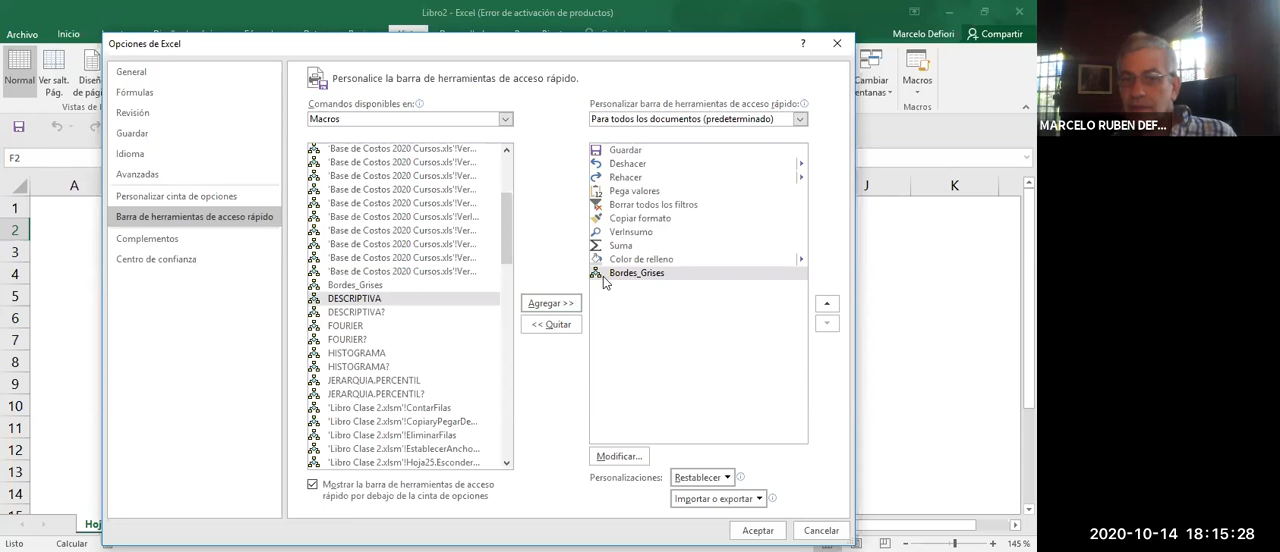 Libro2 - Excel (Error de activación de productos)
Archivo
Inicio
Marcelo Defiori
Compartir
Normal
Ver salt. Pág.
Cambiar ventanas
Macros
Vistas de
Macros
F2
A
J
K
1
2
3
4
5
6
7
8
9
10
11
12
13
14
15
Hoj
Listo
Calcular
145 %
Opciones de Excel
?
General
Fórmulas
Revisión
Guardar
Idioma
Avanzadas
Personalizar cinta de opciones
Barra de herramientas de acceso rápido
Complementos
Centro de confianza
Personalice la barra de herramientas de acceso rápido.
Comandos disponibles en:
Macros
'Base de Costos 2020 Cursos.xls'!Ver...
'Base de Costos 2020 Cursos.xls'!Ver...
'Base de Costos 2020 Cursos.xls'!Ver...
'Base de Costos 2020 Cursos.xls'!Ver...
'Base de Costos 2020 Cursos.xls'!Ver...
'Base de Costos 2020 Cursos.xls'!VerI...
'Base de Costos 2020 Cursos.xls'!Ver...
'Base de Costos 2020 Cursos.xls'!Ver...
'Base de Costos 2020 Cursos.xls'!Ver...
'Base de Costos 2020 Cursos.xls'!Ver...
Bordes_Grises
DESCRIPTIVA
DESCRIPTIVA?
FOURIER
FOURIER?
HISTOGRAMA
HISTOGRAMA?
JERARQUIA.PERCENTIL
JERARQUIA.PERCENTIL?
'Libro Clase 2.xlsm'!ContarFilas
'Libro Clase 2.xlsm'!CopiaryPegarDe...
'Libro Clase 2.xlsm'!EliminarFilas
'Libro Clase 2.xlsm'!EstablecerAncho...
'Libro Clase 2.xlsm'!Hoja25.Esconder...
Mostrar la barra de herramientas de acceso
rápido por debajo de la cinta de opciones
Agregar >>
<< Quitar
Personalizar barra de herramientas de acceso rápido:
Para todos los documentos (predeterminado)
Guardar
Deshacer
Rehacer
Pega valores
Borrar todos los filtros
Copiar formato
VerInsumo
Suma
Color de relleno
Bordes_Grises
Modificar...
Personalizaciones:
Restablecer
Importar o exportar
Aceptar
Cancelar
MARCELO RUBEN DEF...
2020-10-14 18:15:28